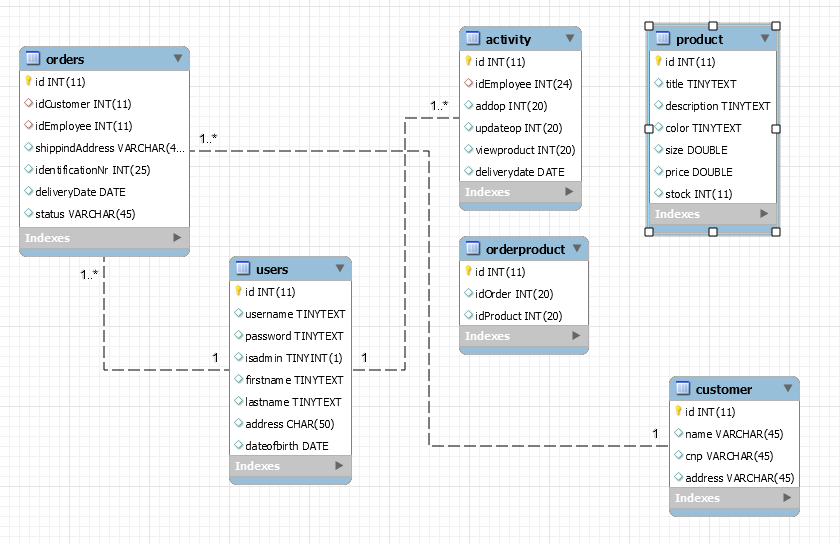 orders
id INT(11)
idCustomer INT(11)
idEmployee INT(11)
shippindAddress VARCHAR(4...
identificationNr INT(25)
deliveryDate DATE
status VARCHAR(45)
Indexes
1..*
1..*
users
id INT(11)
username TINYTEXT
password TINYTEXT
isadmin TINYINT(1)
firstname TINYTEXT
lastname TINYTEXT
address CHAR(50)
dateofbirth DATE
Indexes
1
1
1..*
activity
id INT(11)
idEmployee INT(24)
addop INT(20)
updateop INT(20)
viewproduct INT(20)
deliverydate DATE
Indexes
orderproduct
id INT(11)
idOrder INT(20)
idProduct INT(20)
Indexes
product
id INT(11)
title TINYTEXT
description TINYTEXT
color TINYTEXT
size DOUBLE
price DOUBLE
stock INT(11)
Indexes
1
customer
id INT(11)
name VARCHAR(45)
cnp VARCHAR(45)
address VARCHAR(45)
Indexes